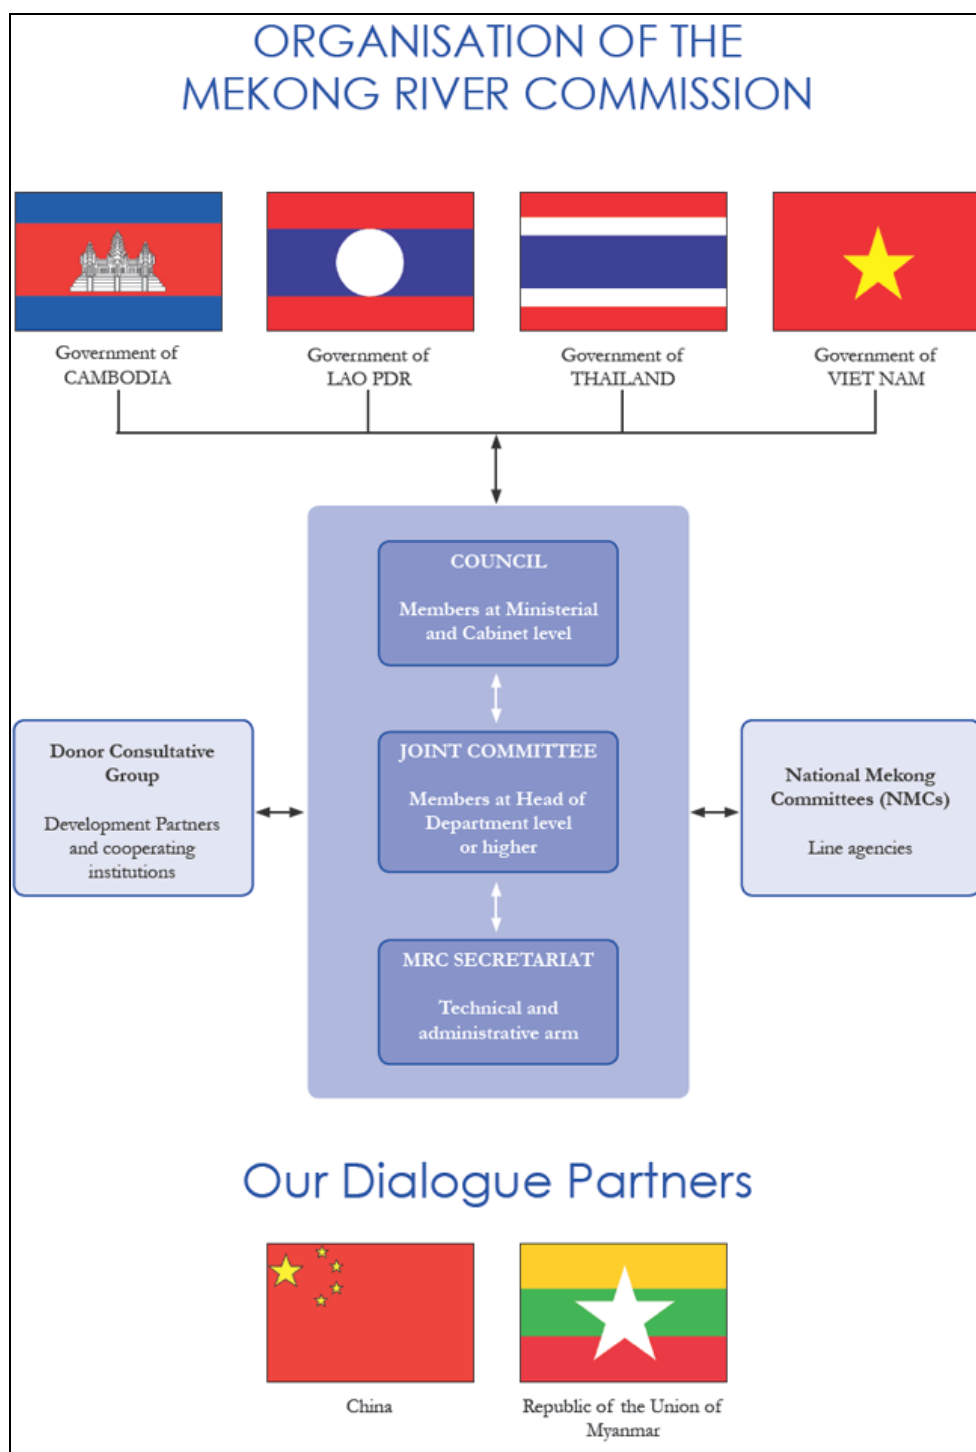 ORGANISATION OF THE
MEKONG RIVER COMMISSION
Government of
CAMBODIA
Government of
LAO PDR
Government of
THAILAND
Government of
VIET NAM
COUNCIL
Members at Ministerial
and Cabinet level
Donor Consultative
Group
Development Partners
and cooperating
institutions
JOINT COMMITTEE
Members at Head of
Department level
or higher
National Mekong
Committees (NMCs)
Line agencies
MRC SECRETARIAT
Technical and
administrative arm
Our Dialogue Partners
China
Republic of the Union of
Myanmar